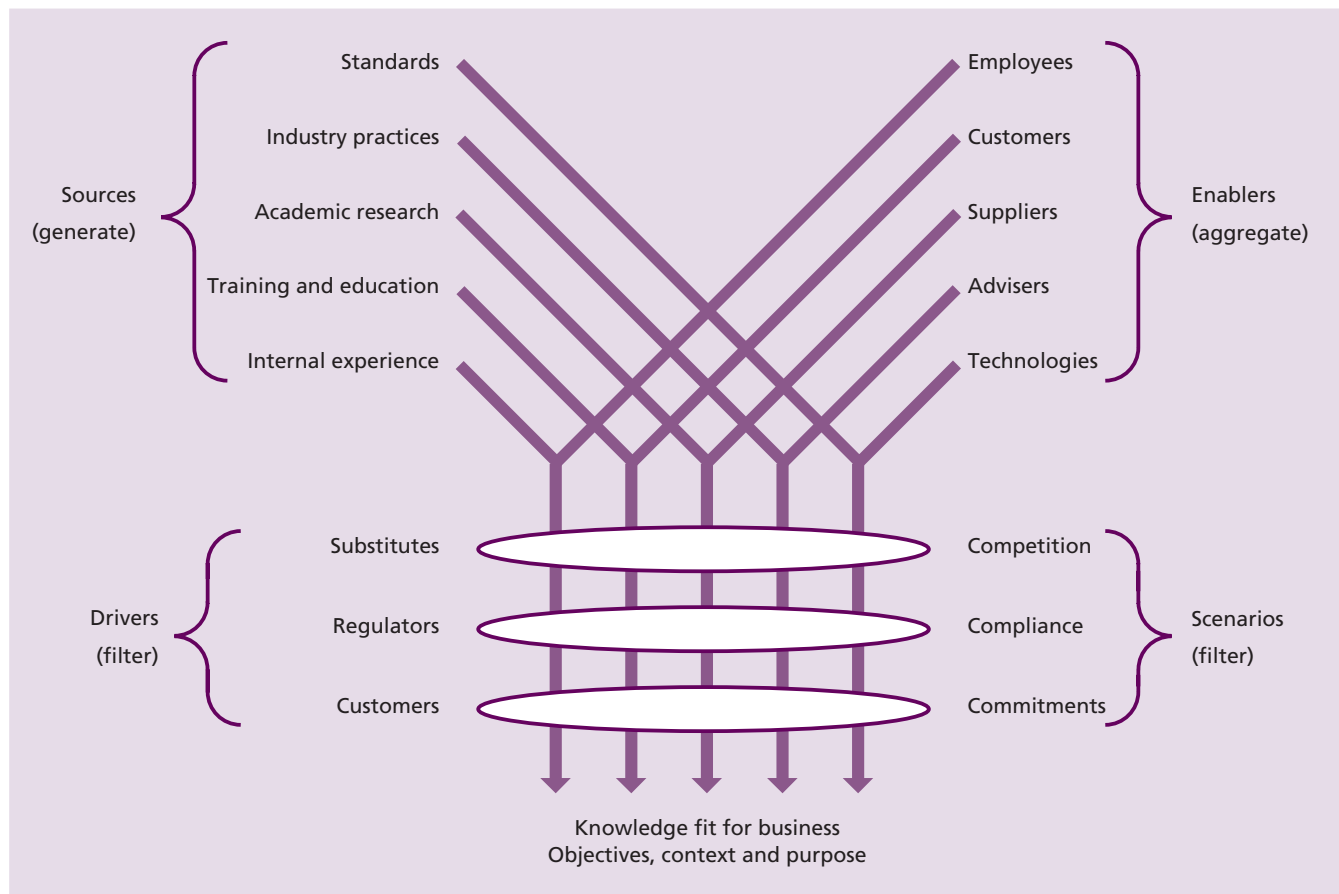 Standards
Industry practices
Academic research
Training and education
Internal experience
Sources
(generate)
Employees
Customers
Suppliers
Advisers
Technologies
Enablers
(aggregate)
Substitutes
Regulators
Customers
Drivers
(filter)
Competition
Compliance
Commitments
Scenarios
(filter)
Knowledge fit for business
Objectives, context and purpose